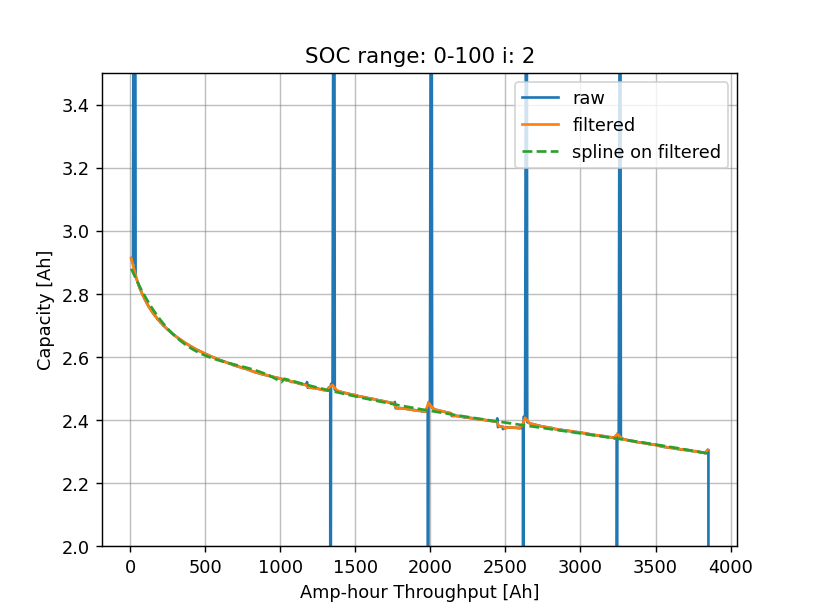 SOC range: 0-100 i: 2
raw
filtered
spline on filtered
3.4
3.2
3.0
2.8
2.6
2.4
2.2
2.0
Capacity [Ah]
0 500 1000 1500 2000 2500 3000 3500 4000
Amp-hour Throughput [Ah]